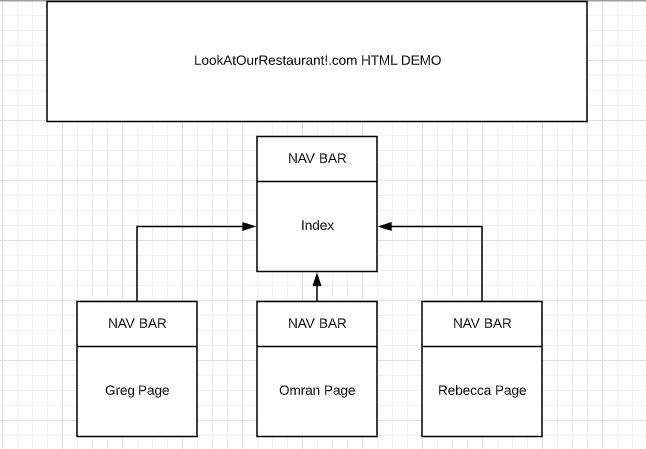 LookAtOurRestaurant!.com HTML DEMO
NAV BAR
Index
NAV BAR
NAV BAR
NAV BAR
Greg Page
Omran Page
Rebecca Page